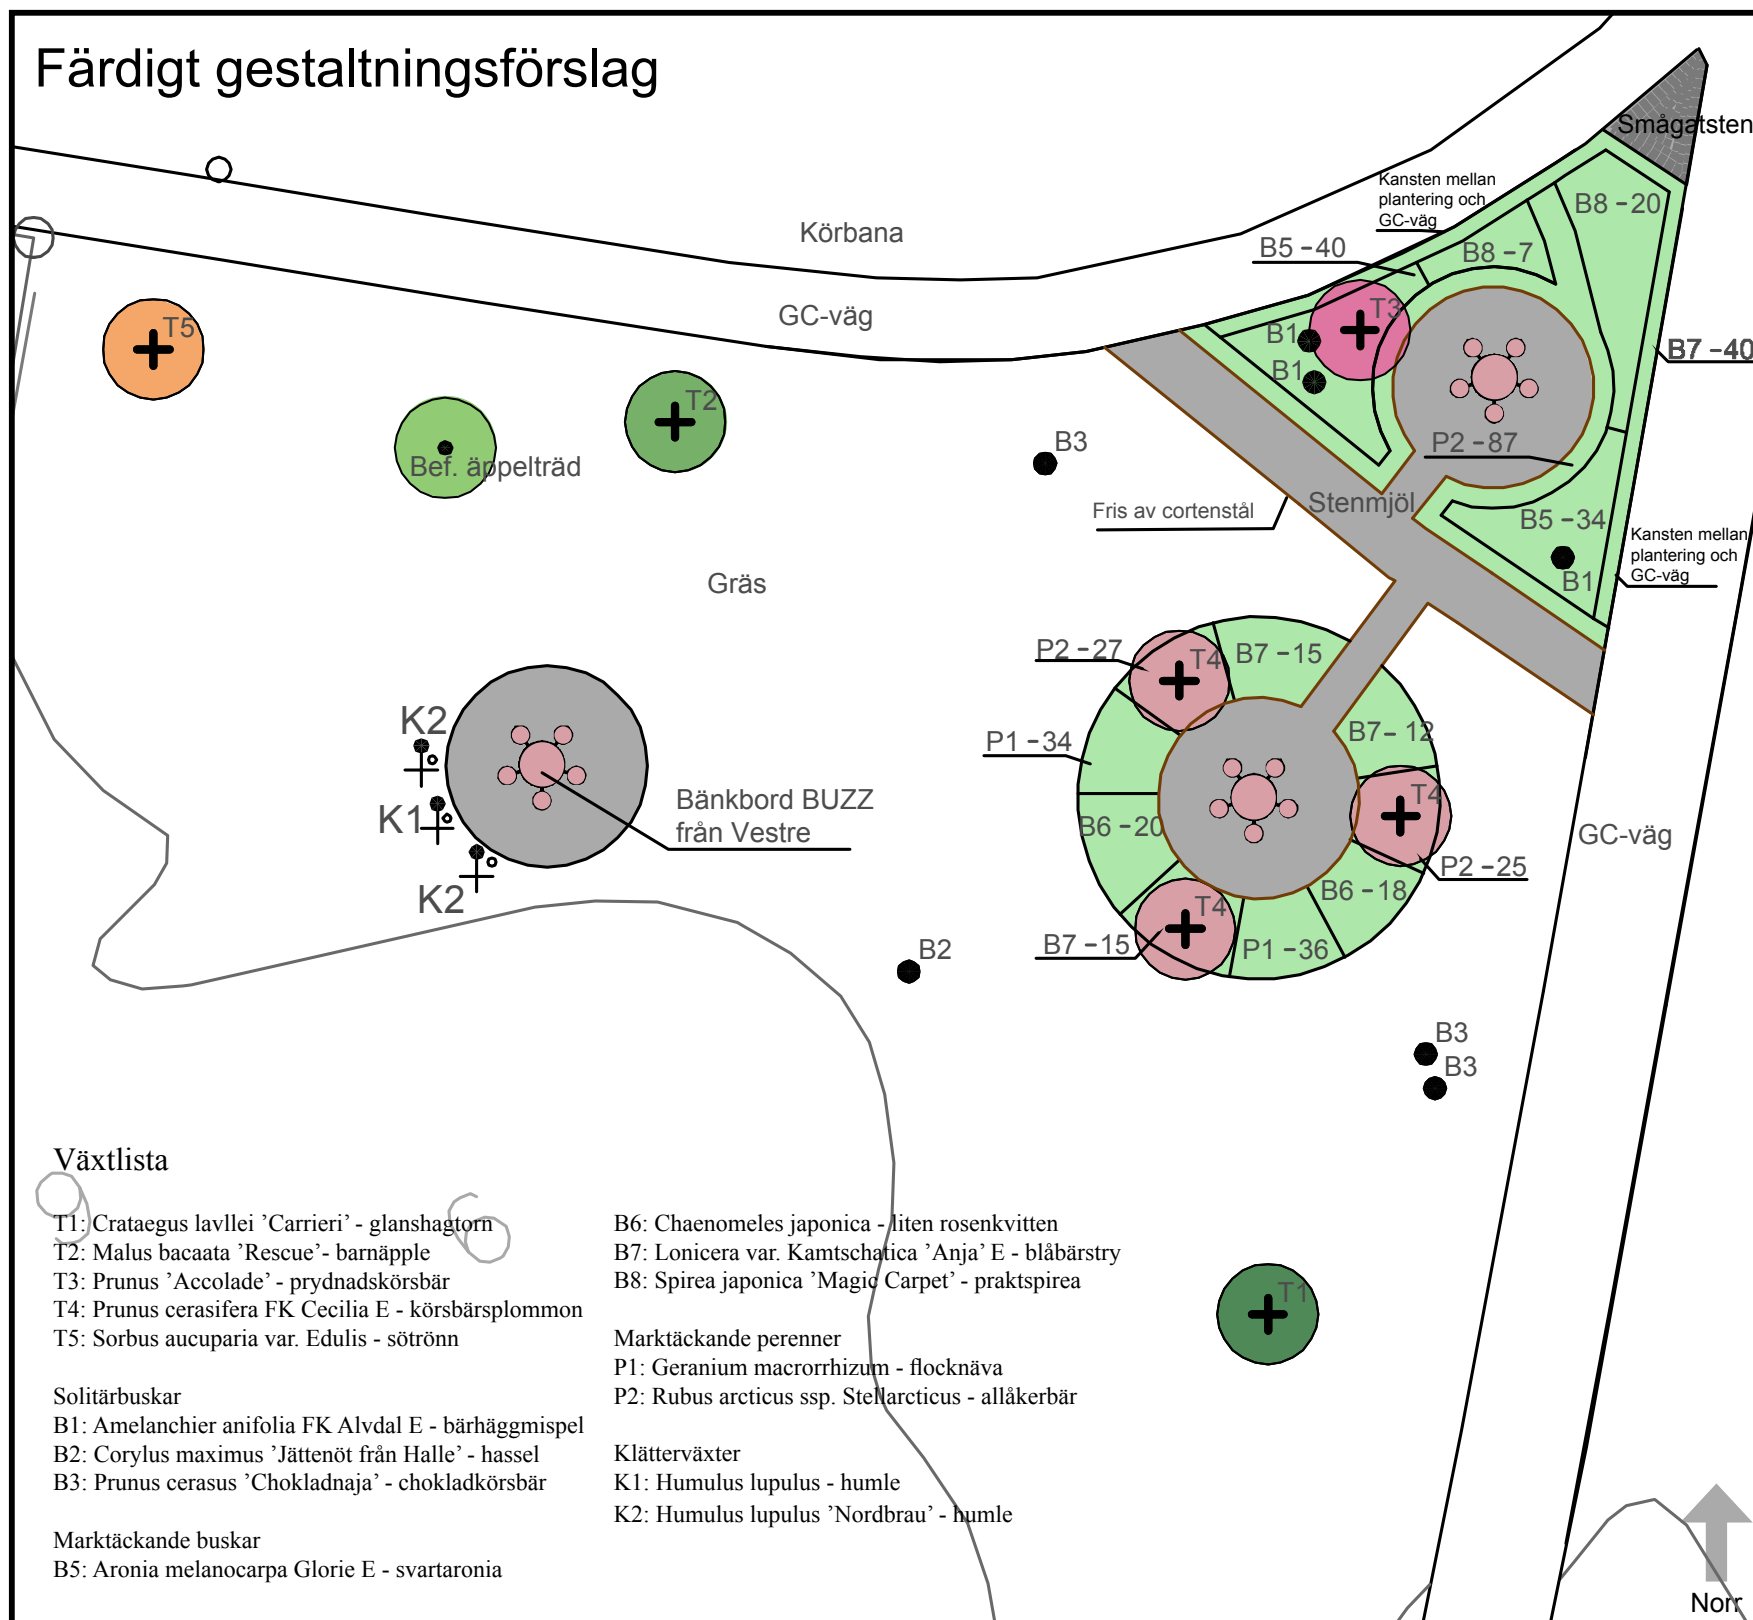 Färdigt gestaltningsförslag
Smågatsten
Kansten mellan
plantering och
GC-väg
B8 - 20
Körbana
B5 - 40
B8 - 7
GC-väg
T5
T3
B1
B1
B7 - 40
T2
Bef. äppelträd
B3
P2 - 87
Fris av cortenstål
Stenmjöl
B5 - 34
Kansten mellan
plantering och
GC-väg
B1
Gräs
P2 - 27
T4
B7 - 15
K2
P1 - 34
B7 - 12
Bänkbord BUZZ
från Vestre
K1
B6 - 20
T4
GC-väg
P2 - 25
K2
B6 - 18
T4
B7 - 15
P1 - 36
B2
B3
B3
T1
Växtlista
T1: Crataegus lavllei ’Carrieri’ - glanshagtorn
T2: Malus bacaata ’Rescue’- barnäpple
T3: Prunus ’Accolade’ - prydnadskörsbär
T4: Prunus cerasifera FK Cecilia E - körsbärsplommon
T5: Sorbus aucuparia var. Edulis - sötrönn
Solitärbuskar
B1: Amelanchier anifolia FK Alvdal E - bärhäggmispel
B2: Corylus maximus ’Jättenöt från Halle’ - hassel
B3: Prunus cerasus ’Chokladnaja’ - chokladkörsbär
Marktäckande buskar
B5: Aronia melanocarpa Glorie E - svartaronia
B6: Chaenomeles japonica - liten rosenkvitten
B7: Lonicera var. Kamtschatica ’Anja’ E - blåbärstry
B8: Spirea japonica ’Magic Carpet’ - praktspirea
Marktäckande perenner
P1: Geranium macrorrhizum - flocknäva
P2: Rubus arcticus ssp. Stellarcticus - allåkerbär
Klätterväxter
K1: Humulus lupulus - humle
K2: Humulus lupulus ’Nordbrau’ - humle
Norr